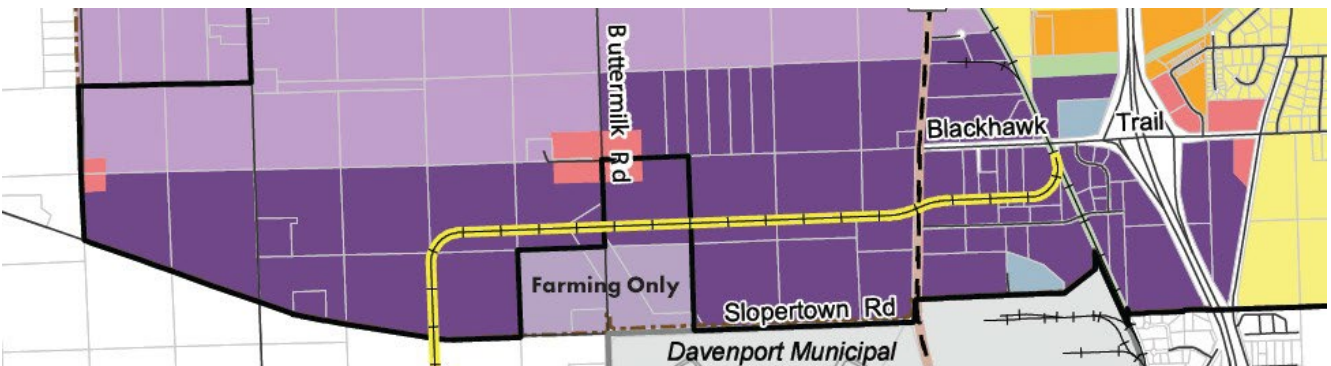 Buttermilk Rd
Blackhawk
Trail
Farming Only
Slopertown Rd
Davenport Municipal